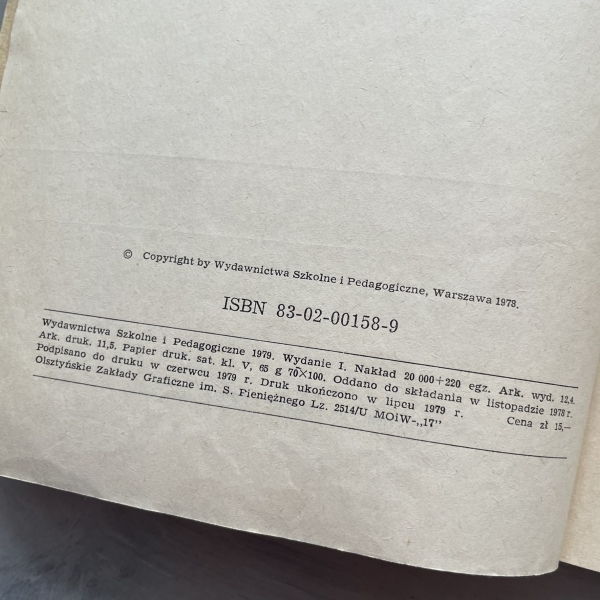 © Copyright by Wydawnictwa Szkolne i Pedagogiczne, Warszawa 1978.
ISBN 83-02-00158-9
Wydawnictwa Szkolne i Pedagogiczne 1979. Wydanie I. Nakład 20 000+220 egz. Ark. wyd. 12,4.
Ark. druk. 11,5. Papier druk. sat. kl. V, 65 g 70×100. Oddano do składania w listopadzie 1978 r.
Podpisano do druku w czerwcu 1979 r. Druk ukończono w lipcu 1979 r. Cena zł 15,—
Olsztyńskie Zakłady Graficzne im. S. Pieniężnego Lz. 2514/U MOiW-„17”